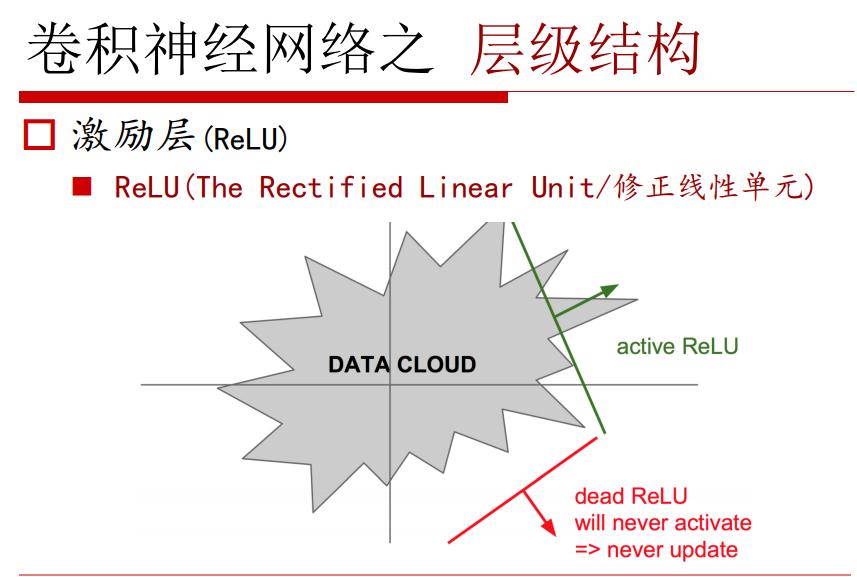 卷积神经网络之 层级结构
激励层(ReLU)
ReLU(The Rectified Linear Unit/修正线性单元)
active ReLU
DATA CLOUD
dead ReLU
will never activate
=> never update